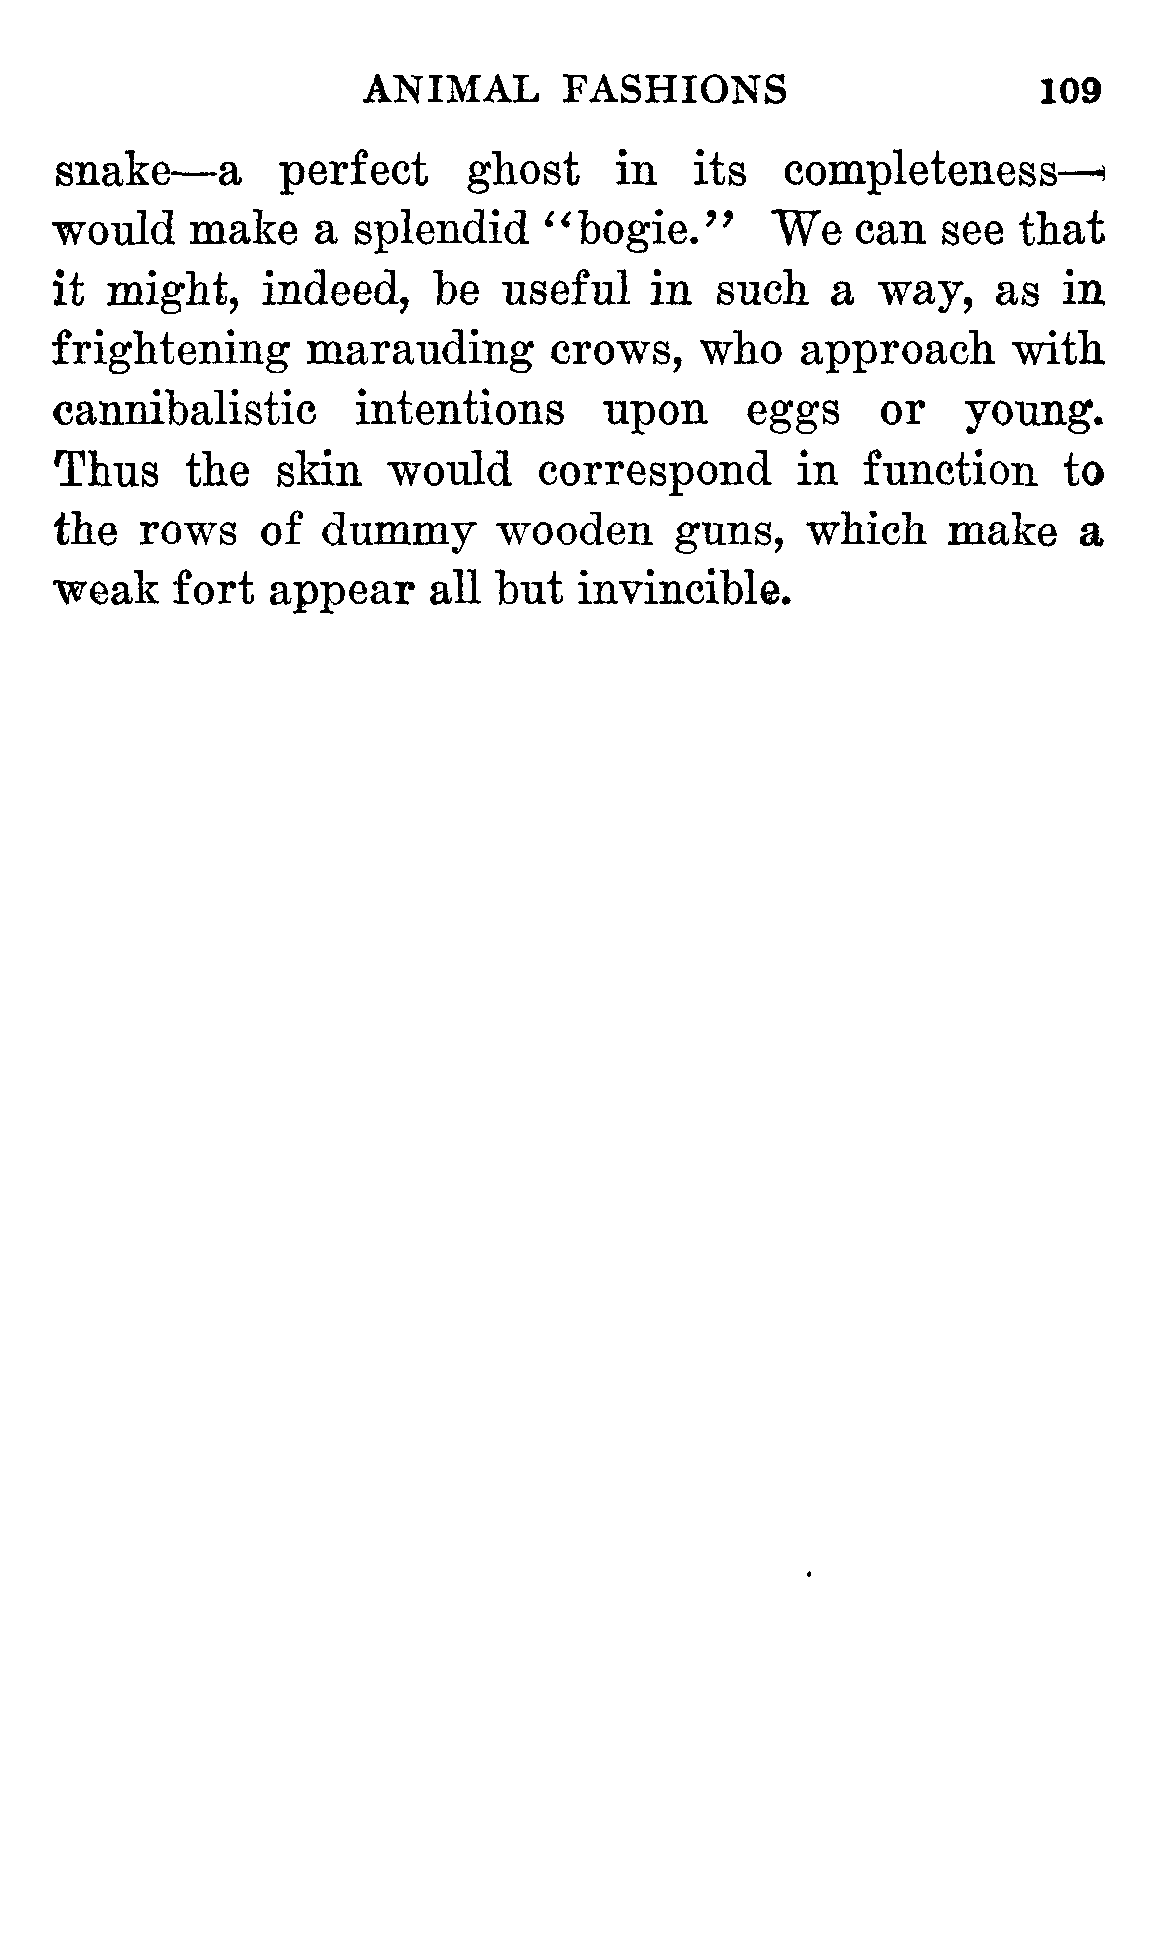 ANIMAL FASHIONS 109
snake—a perfect ghost in its completeness—
would make a splendid "bogie." We can see that
it might, indeed, be useful in such a way, as in
frightening marauding crows, who approach with
cannibalistic intentions upon eggs or young.
Thus the skin would correspond in function to
the rows of dummy wooden guns, which make a
weak fort appear all but invincible.